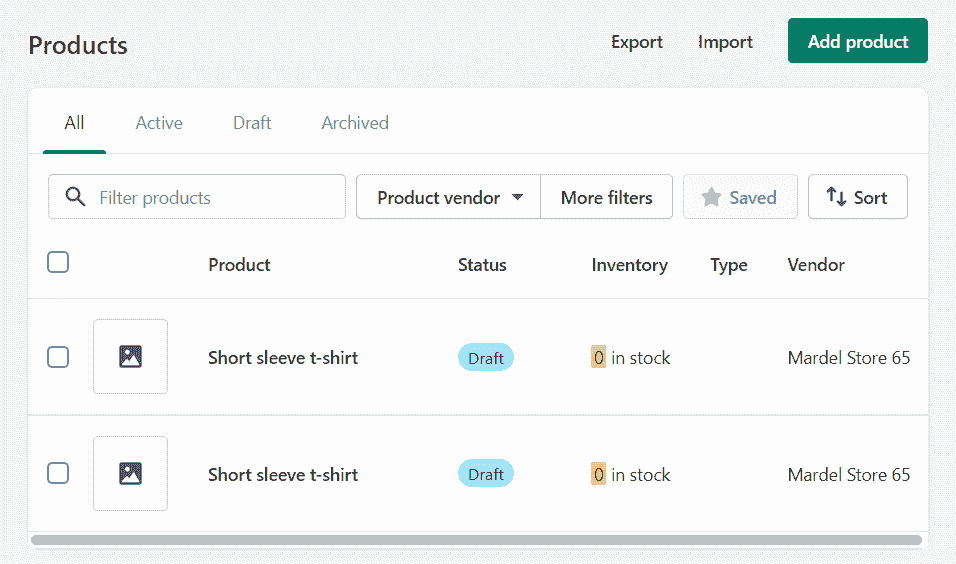 Products Export Import Add product
All Active Draft Archived
Filter products Product vendor More filters Saved Sort
Product Status Inventory Type Vendor
Short sleeve t-shirt Draft 0 in stock Mardel Store 65
Short sleeve t-shirt Draft 0 in stock Mardel Store 65